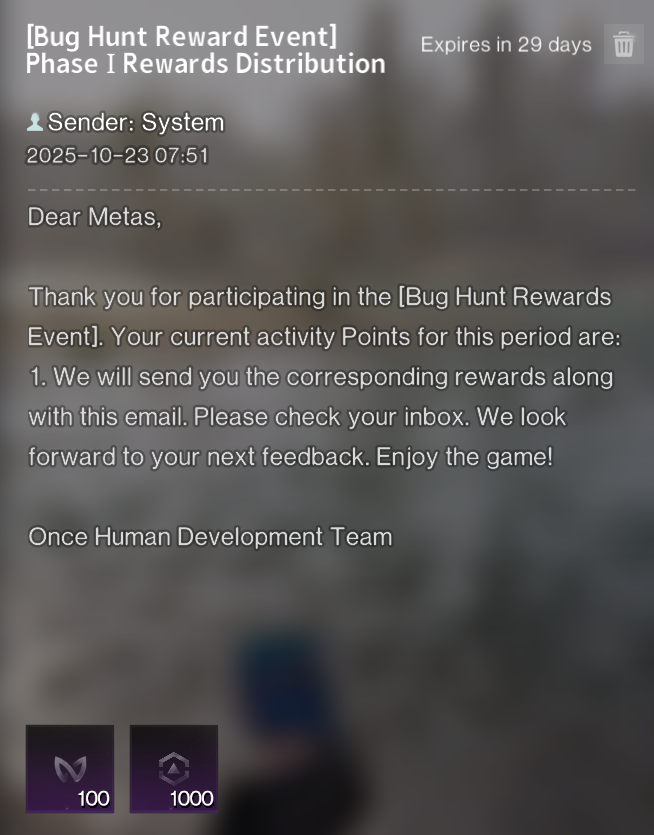 [Bug Hunt Reward Event]
Phase I Rewards Distribution
Expires in 29 days
Sender: System
2025-10-23 07:51
Dear Metas,
Thank you for participating in the [Bug Hunt Rewards
Event]. Your current activity Points for this period are:
1. We will send you the corresponding rewards along
with this email. Please check your inbox. We look
forward to your next feedback. Enjoy the game!
Once Human Development Team
100
1000